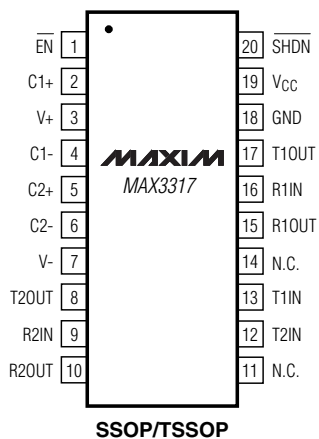 EN 1 20 SHDN
C1+ 2 19 VCC
V+ 3 18 GND
C1- 4 MAXIM 17 T1OUT
C2+ 5 MAX3317 16 R1IN
C2- 6 15 R1OUT
V- 7 14 N.C.
T2OUT 8 13 T1IN
R2IN 9 12 T2IN
R2OUT 10 11 N.C.
SSOP/TSSOP